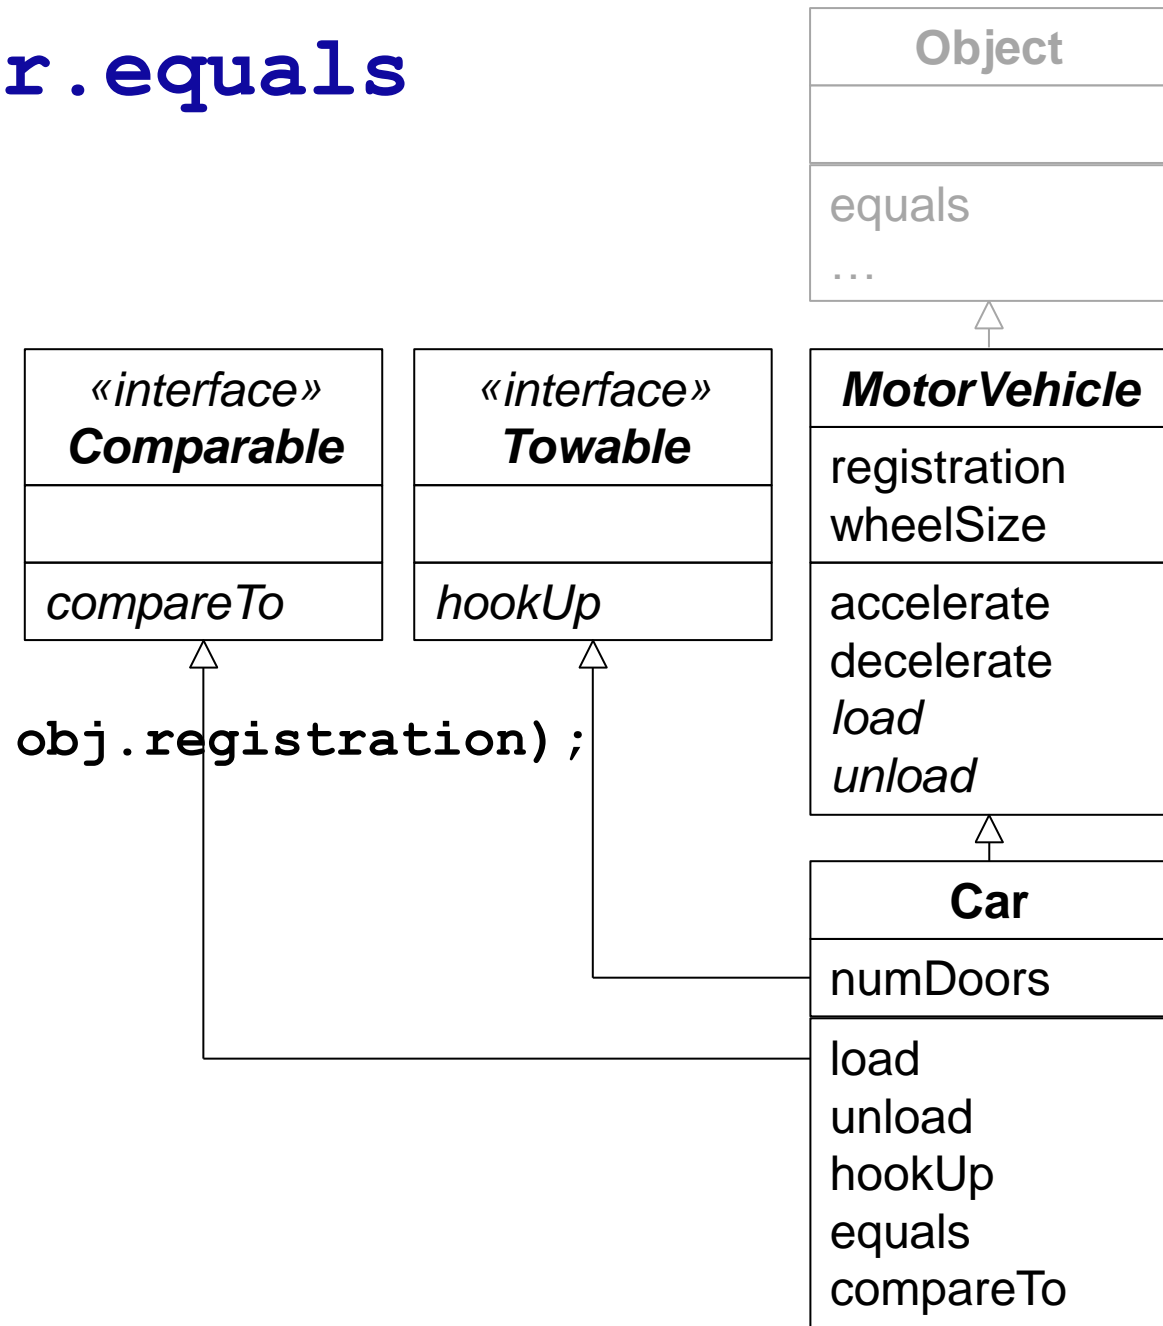 r.equals
Object
equals
…
«interface»
Comparable
compareTo
«interface»
Towable
hookUp
MotorVehicle
registration
wheelSize
accelerate
decelerate
load
unload
obj.registration);
Car
numDoors
load
unload
hookUp
equals
compareTo